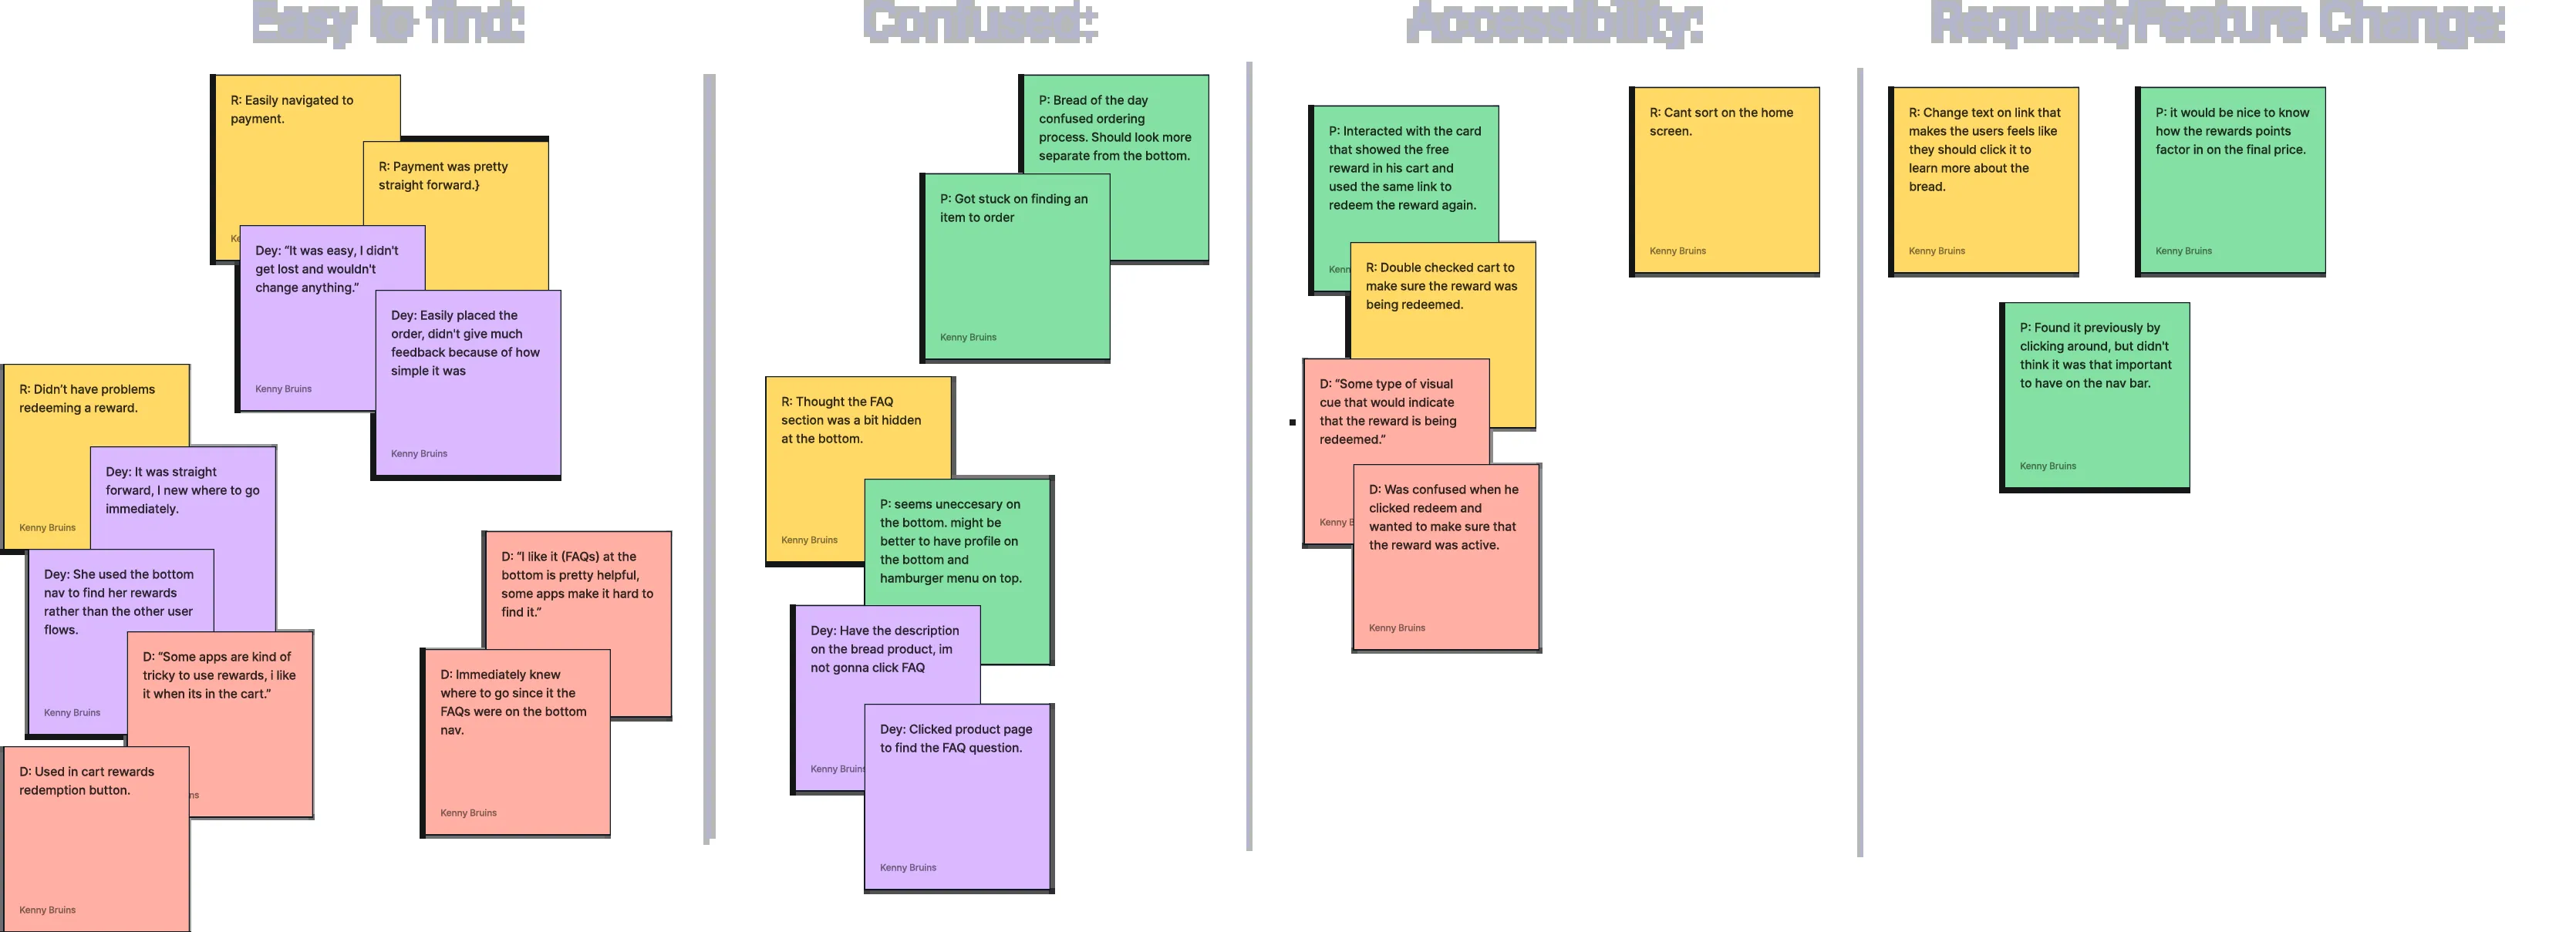 Easy to find:
R: Easily navigated to
payment.
Ke
R: Payment was pretty
straight forward.}
Dey: “It was easy, I didn't
get lost and wouldn't
change anything.”
Kenny Bruins
Dey: Easily placed the
order, didn't give much
feedback because of how
simple it was
Kenny Bruins
R: Didn’t have problems
redeeming a reward.
Kenny Bruins
Dey: It was straight
forward, I new where to go
immediately.
Dey: She used the bottom
nav to find her rewards
rather than the other user
flows.
Kenny Bruins
D: “Some apps are kind of
tricky to use rewards, i like
it when its in the cart.”
ns
D: Used in cart rewards
redemption button.
Kenny Bruins
D: “I like it (FAQs) at the
bottom is pretty helpful,
some apps make it hard to
find it.”
D: Immediately knew
where to go since it the
FAQs were on the bottom
nav.
Kenny Bruins
Confused:
P: Bread of the day
confused ordering
process. Should look more
separate from the bottom.
P: Got stuck on finding an
item to order
Kenny Bruins
R: Thought the FAQ
section was a bit hidden
at the bottom.
Kenny Bruins
P: seems uneccesary on
the bottom. might be
better to have profile on
the bottom and
hamburger menu on top.
Dey: Have the description
on the bread product, im
not gonna click FAQ
Kenny Bruins
Dey: Clicked product page
to find the FAQ question.
Kenny Bruins
Accessibility:
P: Interacted with the card
that showed the free
reward in his cart and
used the same link to
redeem the reward again.
Kenn
R: Double checked cart to
make sure the reward was
being redeemed.
D: “Some type of visual
cue that would indicate
that the reward is being
redeemed.”
Kenny B
D: Was confused when he
clicked redeem and
wanted to make sure that
the reward was active.
Kenny Bruins
R: Cant sort on the home
screen.
Kenny Bruins
Request/Feature Change:
R: Change text on link that
makes the users feels like
they should click it to
learn more about the
bread.
Kenny Bruins
P: it would be nice to know
how the rewards points
factor in on the final price.
Kenny Bruins
P: Found it previously by
clicking around, but didn't
think it was that important
to have on the nav bar.
Kenny Bruins